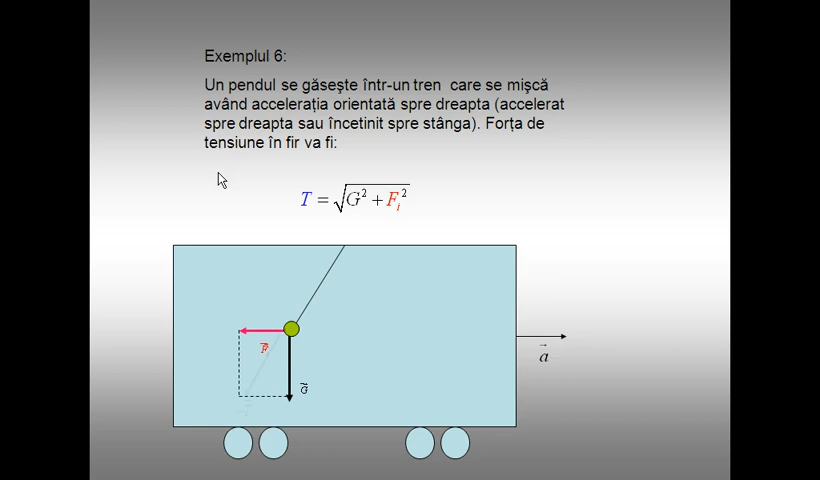 Exemplul 6:
Un pendul se găseşte într-un tren care se mişcă
având acceleraţia orientată spre dreapta (accelerat
spre dreapta sau încetinit spre stânga). Forţa de
tensiune în fir va fi:
T = √(G² + Fᵢ²)
F⃗ᵢ
G⃗
a⃗